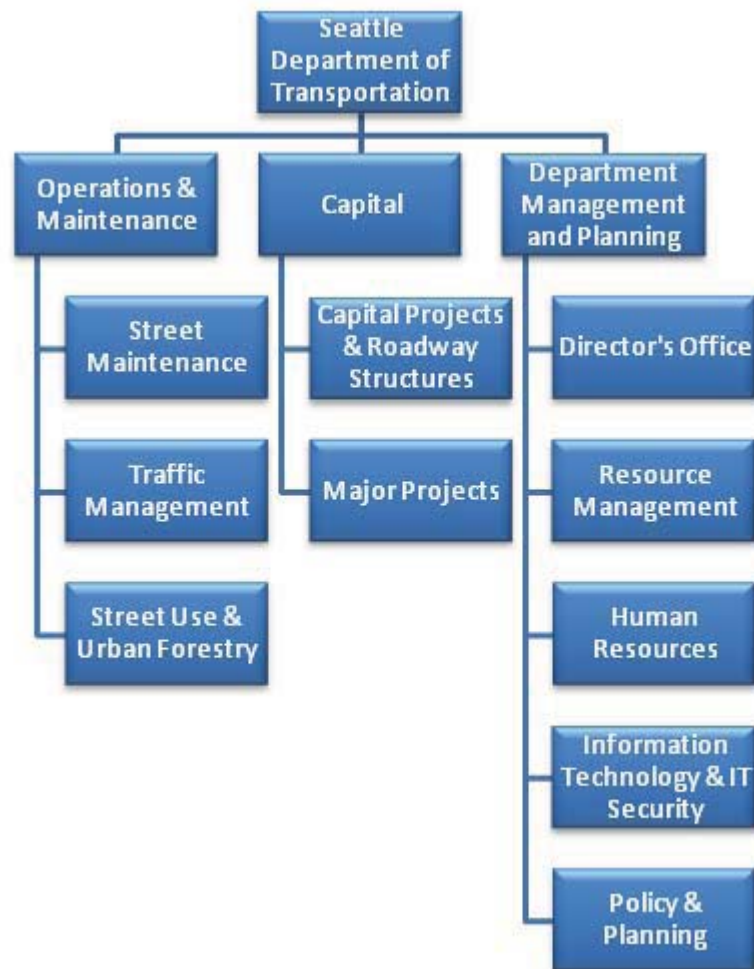 Seattle
Department of
Transportation
Operations &
Maintenance
Street
Maintenance
Traffic
Management
Street Use &
Urban Forestry
Capital
Capital Projects
& Roadway
Structures
Major Projects
Department
Management
and Planning
Director's Office
Resource
Management
Human
Resources
Information
Technology & IT
Security
Policy &
Planning